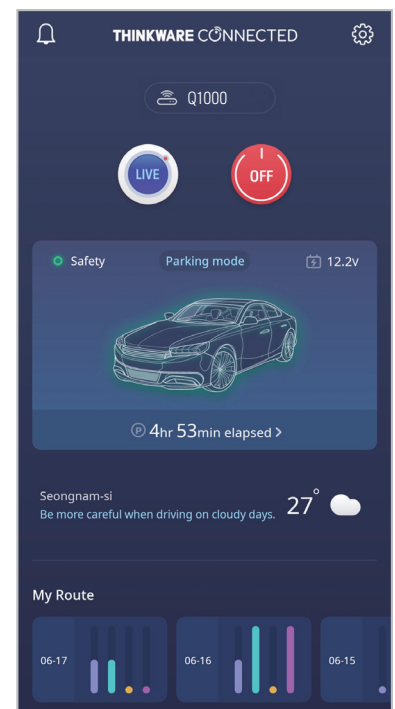 THINKWARE CONNECTED
Q1000
LIVE
OFF
Safety Parking mode 12.2v
P 4hr 53min elapsed >
Seongnam-si
Be more careful when driving on cloudy days.
27°
My Route
06-17 06-16 06-15